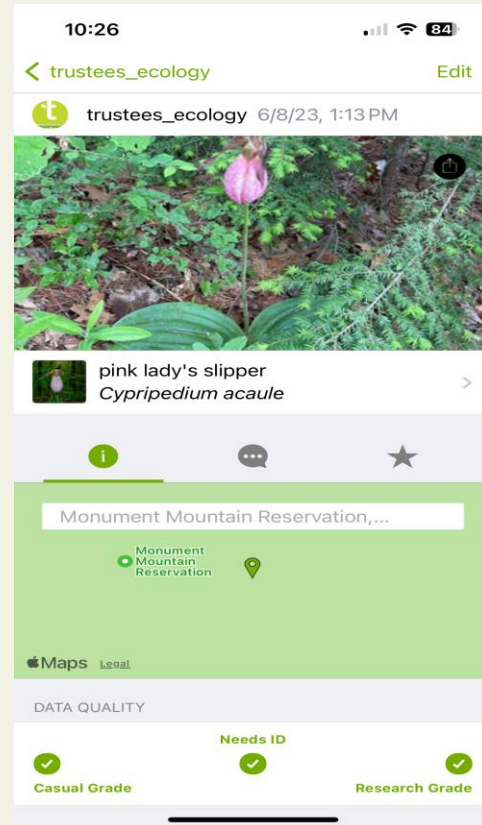 10:26
84
trustees_ecology
Edit
t
trustees_ecology 6/8/23, 1:13 PM
pink lady's slipper
Cypripedium acaule
Monument Mountain Reservation,...
Monument
Mountain
Reservation
Maps Legal
DATA QUALITY
Needs ID
Casual Grade
Research Grade